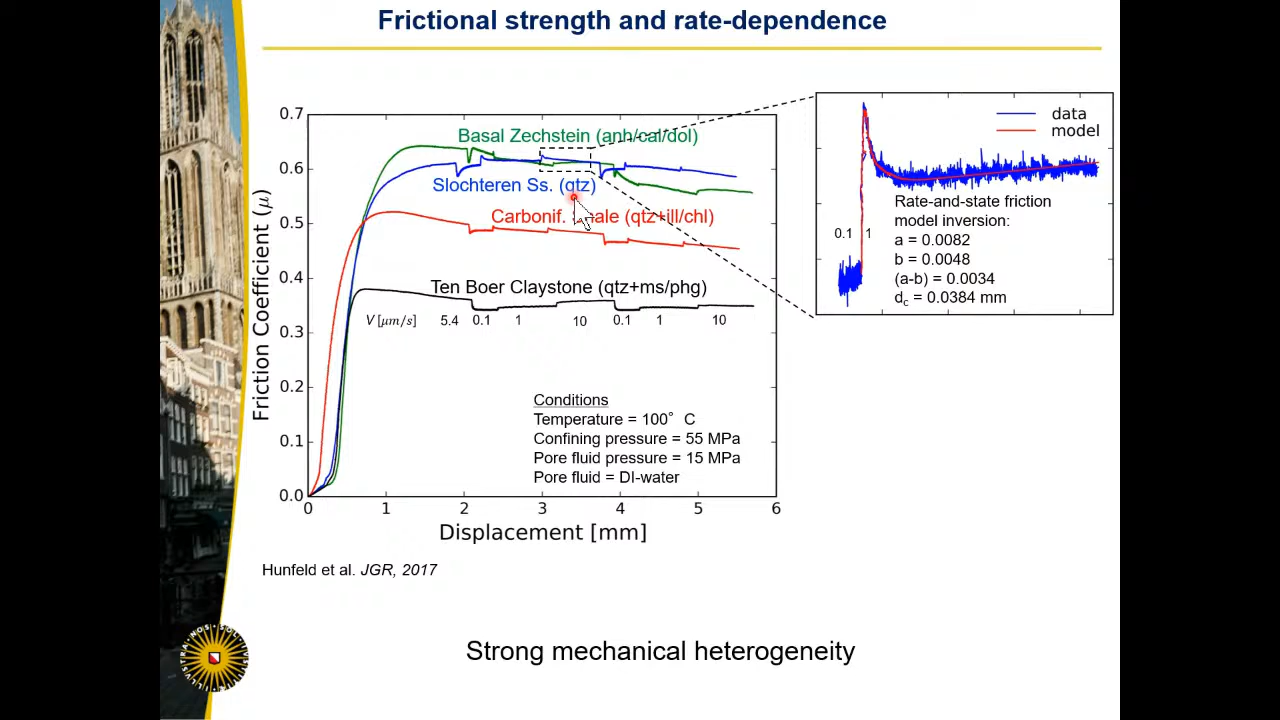 Frictional strength and rate-dependence
0.7
0.6
0.5
0.4
0.3
0.2
0.1
0.0
Friction Coefficient (μ)
0 1 2 3 4 5 6
Displacement [mm]
Basal Zechstein (anh/cal/dol)
Slochteren Ss. (qtz)
Carbonif. (qtz+ill/chl)
Ten Boer Claystone (qtz+ms/phg)
V [μm/s] 5.4 0.1 1 10 0.1 1 10
Conditions
Temperature = 100° C
Confining pressure = 55 MPa
Pore fluid pressure = 15 MPa
Pore fluid = DI-water
data
model
0.1 1
Rate-and-state friction
model inversion:
a = 0.0082
b = 0.0048
(a-b) = 0.0034
dc = 0.0384 mm
Hunfeld et al. JGR, 2017
Strong mechanical heterogeneity